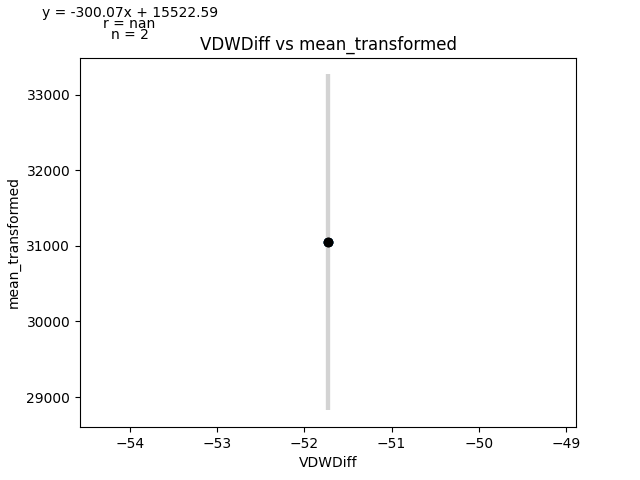 y = -300.07x + 15522.59
r = nan
n = 2
VDWDiff vs mean_transformed
33000
32000
31000
30000
29000
mean_transformed
−54
−53
−52
−51
−50
−49
VDWDiff